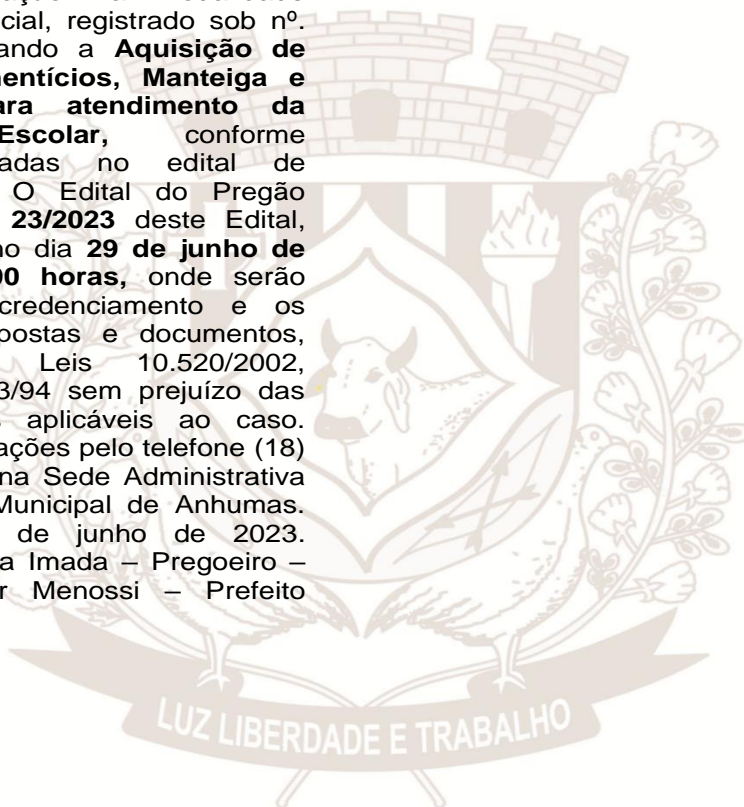 cial, registrado sob nº.
ando a Aquisição de
entícios, Manteiga e
ara atendimento da
Escolar, conforme
adas no edital de
O Edital do Pregão
23/2023 deste Edital,
no dia 29 de junho de
00 horas, onde serão
credenciamento e os
postas e documentos,
Leis 10.520/2002,
3/94 sem prejuízo das
s aplicáveis ao caso.
ações pelo telefone (18)
na Sede Administrativa
Municipal de Anhumas.
de junho de 2023.
a Imada – Pregoeiro –
r Menossi – Prefeito
LUZ LIBERDADE E TRABALHO